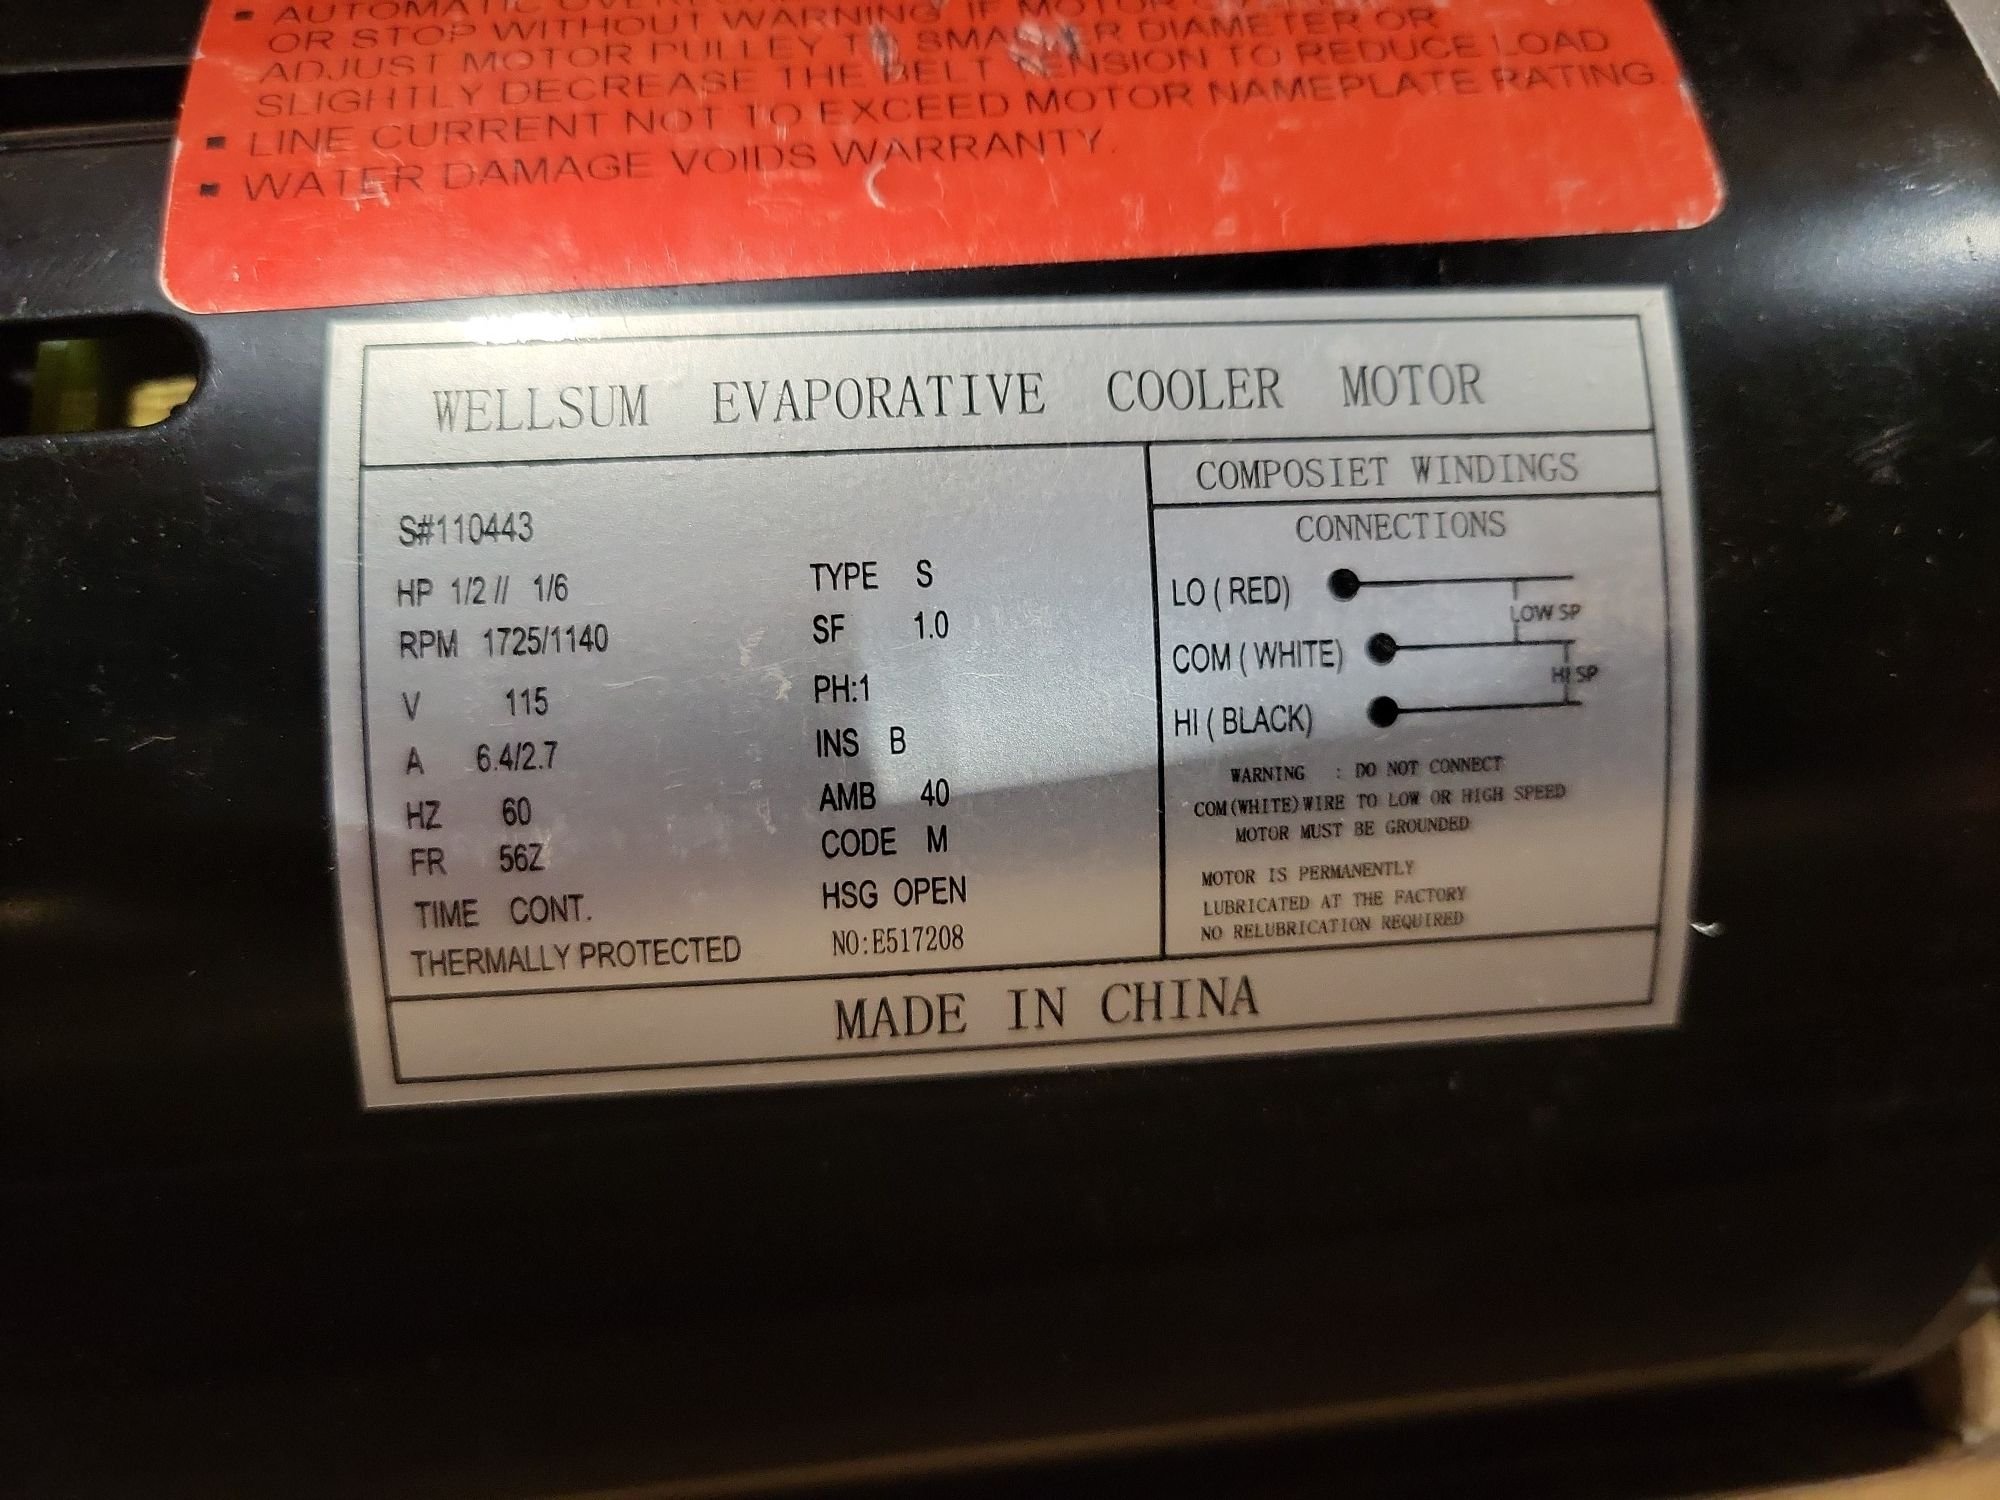 ▪ AUTOMATIC
OR STOP WITHOUT WARNING IF MOTOR
ADJUST MOTOR PULLEY TO SMALLER DIAMETER OR
SLIGHTLY DECREASE THE BELT TENSION TO REDUCE LOAD
▪ LINE CURRENT NOT TO EXCEED MOTOR NAMEPLATE RATING
▪ WATER DAMAGE VOIDS WARRANTY.
WELLSUM EVAPORATIVE COOLER MOTOR
S#110443
HP 1/2 // 1/6
RPM 1725/1140
V 115
A 6.4/2.7
HZ 60
FR 56Z
TIME CONT.
THERMALLY PROTECTED
TYPE S
SF 1.0
PH:1
INS B
AMB 40
CODE M
HSG OPEN
NO:E517208
COMPOSIET WINDINGS
CONNECTIONS
LO ( RED)
LOW SP
COM ( WHITE)
HI SP
HI ( BLACK)
WARNING : DO NOT CONNECT
COM(WHITE)WIRE TO LOW OR HIGH SPEED
MOTOR MUST BE GROUNDED
MOTOR IS PERMANENTLY
LUBRICATED AT THE FACTORY
NO RELUBRICATION REQUIRED
MADE IN CHINA